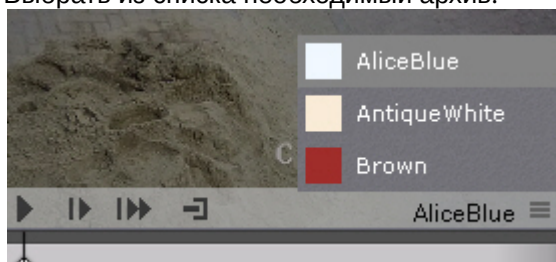 Выбрать из списка необходимый архив.
AliceBlue
AntiqueWhite
C
Brown
AliceBlue